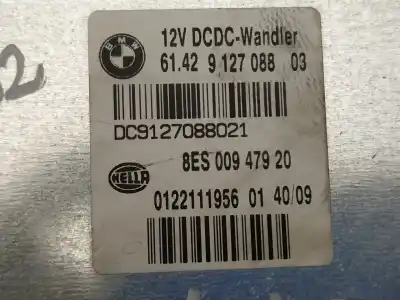 BMW
12V DCDC-Wandler
61.42 9 127 088 03
DC9127088021
HELLA
8ES 009 479 20
0122111956 01 40/09